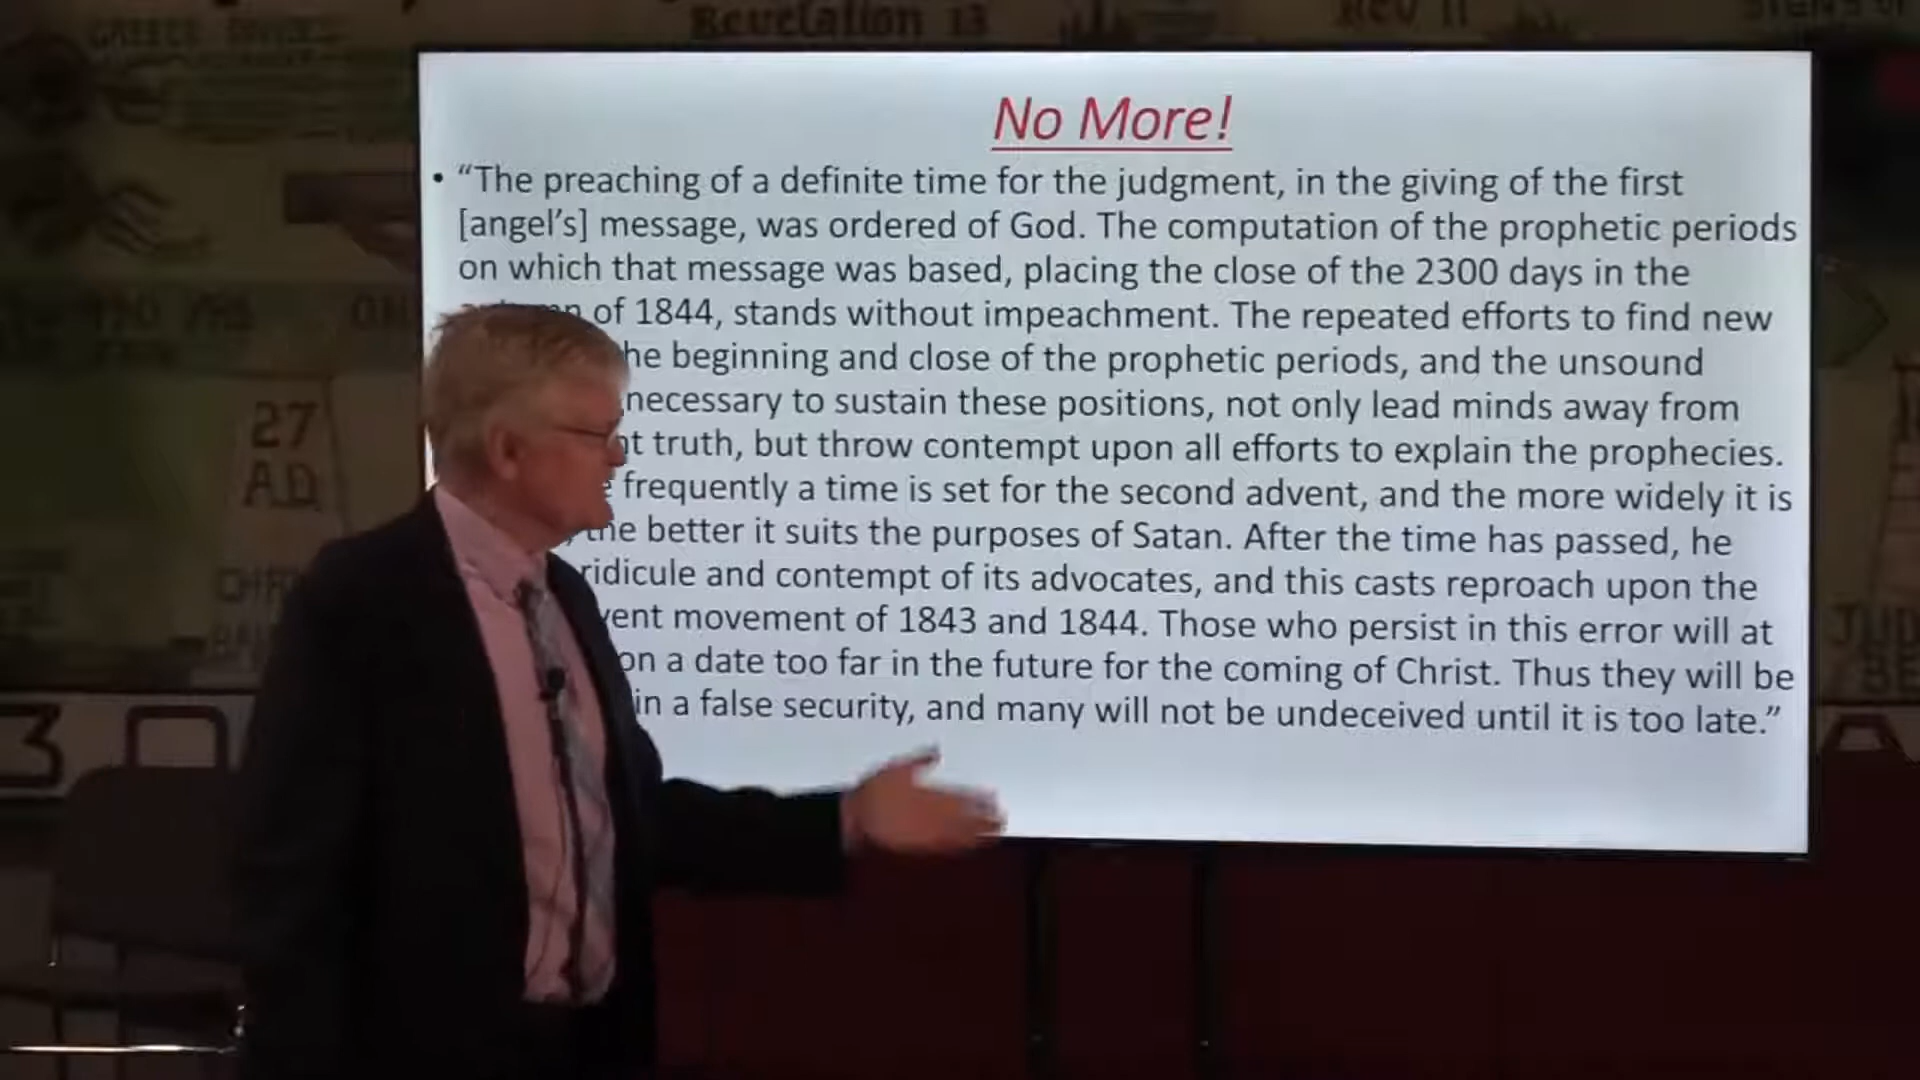 GREECE
Revelation 13
Rev 11
SIGNS OF
No More!
• “The preaching of a definite time for the judgment, in the giving of the first
[angel’s] message, was ordered of God. The computation of the prophetic periods
on which that message was based, placing the close of the 2300 days in the
of 1844, stands without impeachment. The repeated efforts to find new
he beginning and close of the prophetic periods, and the unsound
necessary to sustain these positions, not only lead minds away from
t truth, but throw contempt upon all efforts to explain the prophecies.
frequently a time is set for the second advent, and the more widely it is
the better it suits the purposes of Satan. After the time has passed, he
ridicule and contempt of its advocates, and this casts reproach upon the
vent movement of 1843 and 1844. Those who persist in this error will at
on a date too far in the future for the coming of Christ. Thus they will be
in a false security, and many will not be undeceived until it is too late.”
27
A.D.